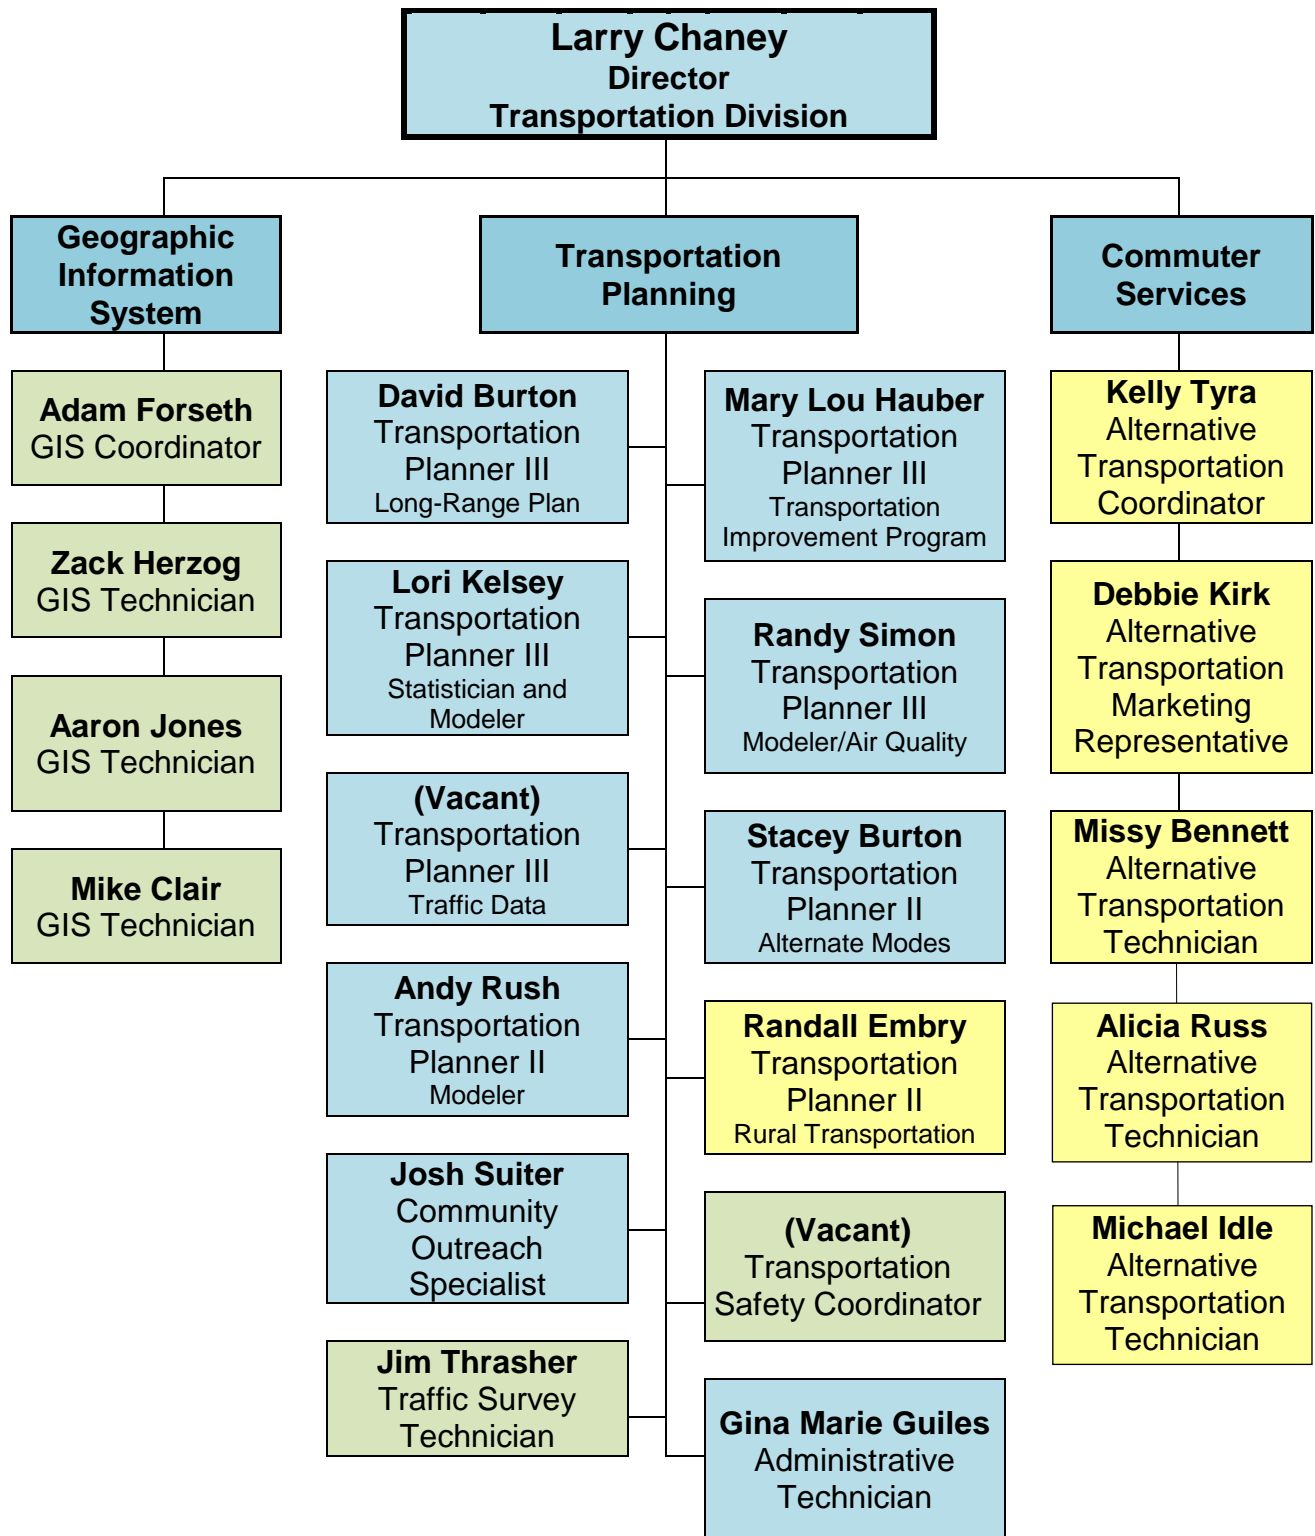 Larry Chaney
Director
Transportation Division
Geographic
Information
System
Transportation
Planning
Commuter
Services
Adam Forseth
GIS Coordinator
Zack Herzog
GIS Technician
Aaron Jones
GIS Technician
Mike Clair
GIS Technician
David Burton
Transportation
Planner III
Long-Range Plan
Lori Kelsey
Transportation
Planner III
Statistician and
Modeler
(Vacant)
Transportation
Planner III
Traffic Data
Andy Rush
Transportation
Planner II
Modeler
Josh Suiter
Community
Outreach
Specialist
Jim Thrasher
Traffic Survey
Technician
Mary Lou Hauber
Transportation
Planner III
Transportation
Improvement Program
Randy Simon
Transportation
Planner III
Modeler/Air Quality
Stacey Burton
Transportation
Planner II
Alternate Modes
Randall Embry
Transportation
Planner II
Rural Transportation
(Vacant)
Transportation
Safety Coordinator
Gina Marie Guiles
Administrative
Technician
Kelly Tyra
Alternative
Transportation
Coordinator
Debbie Kirk
Alternative
Transportation
Marketing
Representative
Missy Bennett
Alternative
Transportation
Technician
Alicia Russ
Alternative
Transportation
Technician
Michael Idle
Alternative
Transportation
Technician